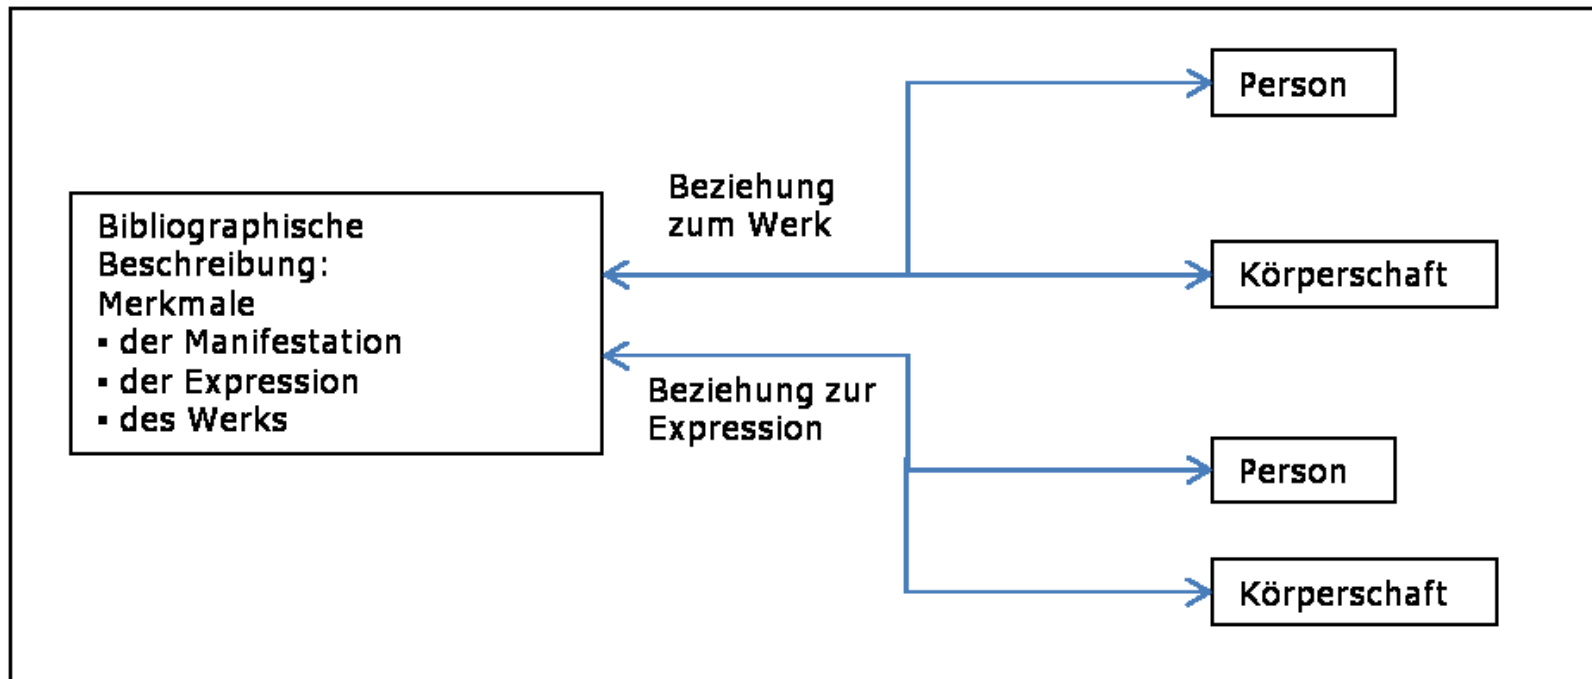 Person
Beziehung
zum Werk
Bibliographische
Beschreibung:
Merkmale
▪ der Manifestation
▪ der Expression
▪ des Werks
Körperschaft
Beziehung zur
Expression
Person
Körperschaft